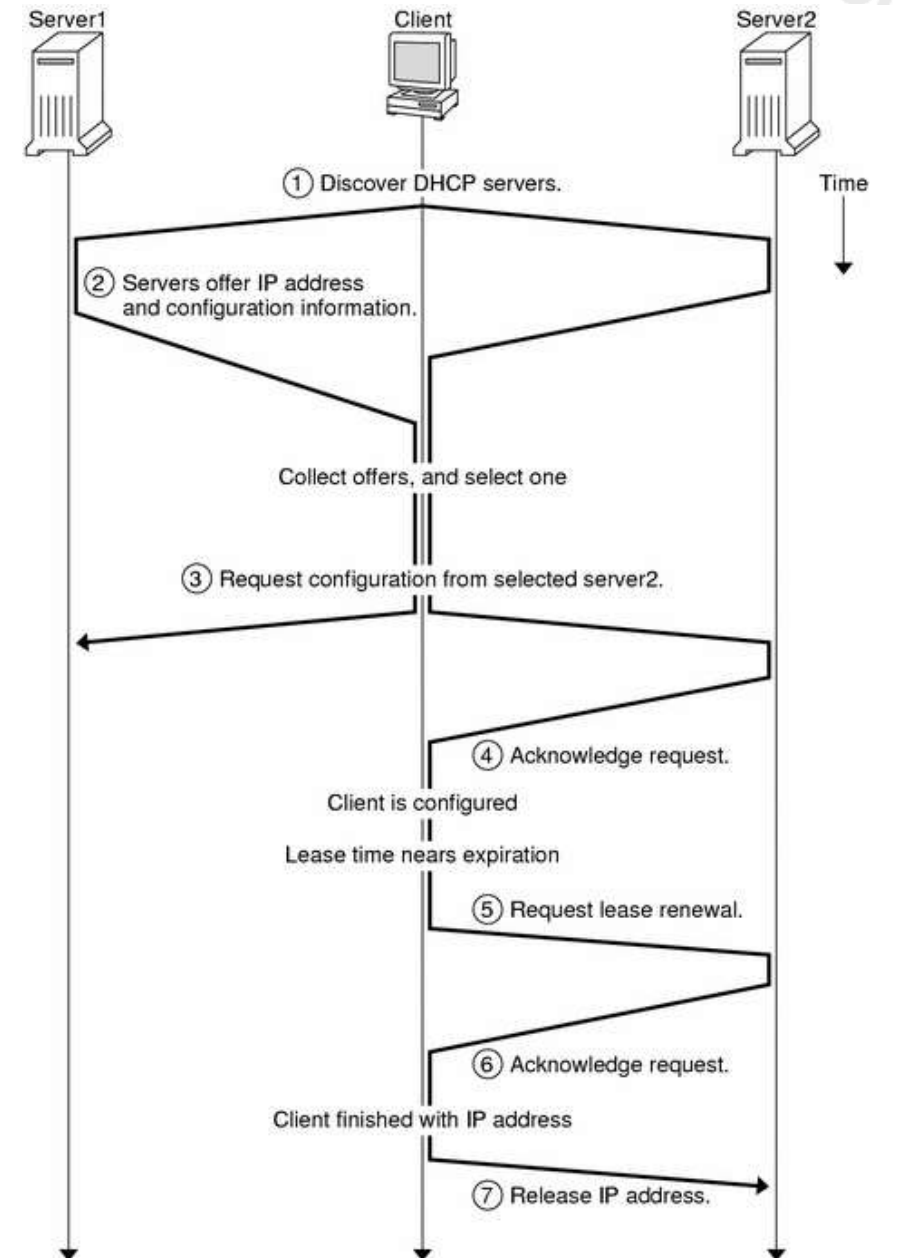 Server1
Client
Server2
① Discover DHCP servers.
Time
② Servers offer IP address
and configuration information.
Collect offers, and select one
③ Request configuration from selected server2.
④ Acknowledge request.
Client is configured
Lease time nears expiration
⑤ Request lease renewal.
⑥ Acknowledge request.
Client finished with IP address
⑦ Release IP address.